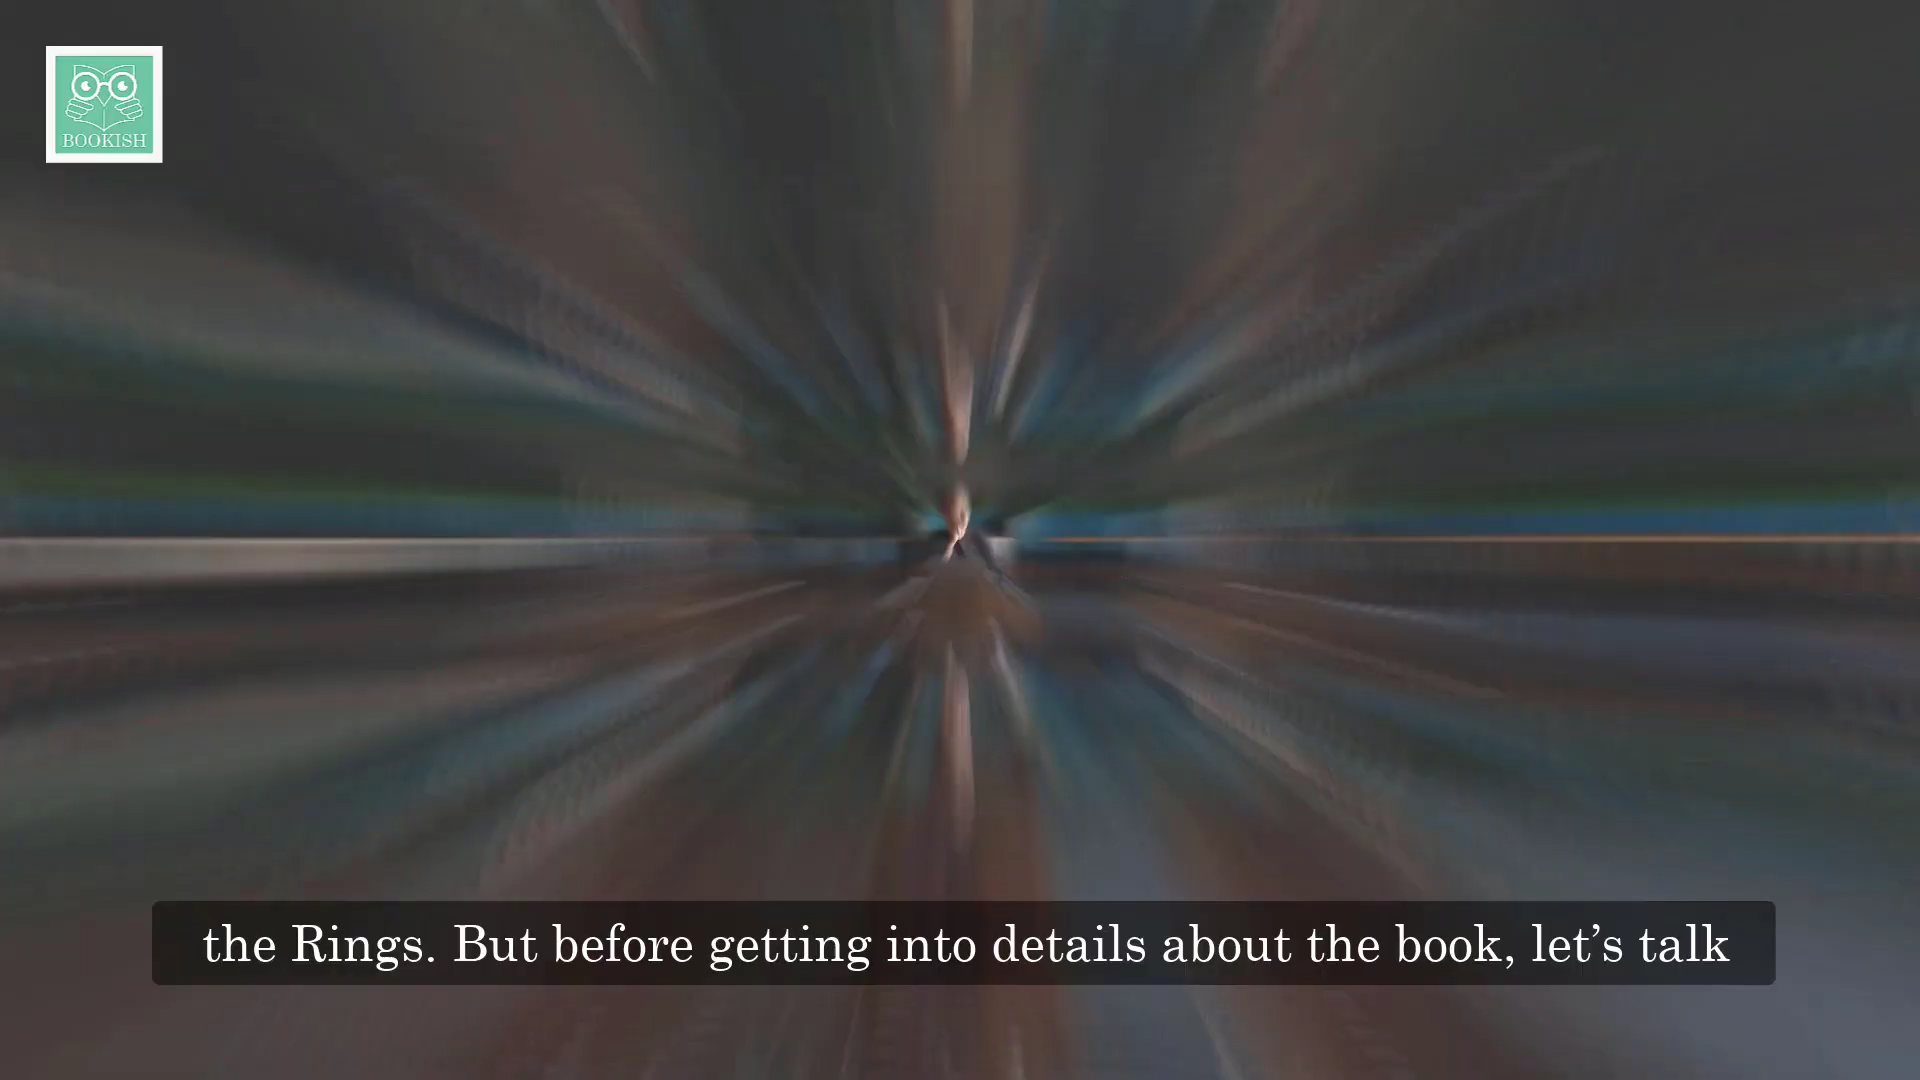 BOOKISH
the Rings. But before getting into details about the book, let’s talk